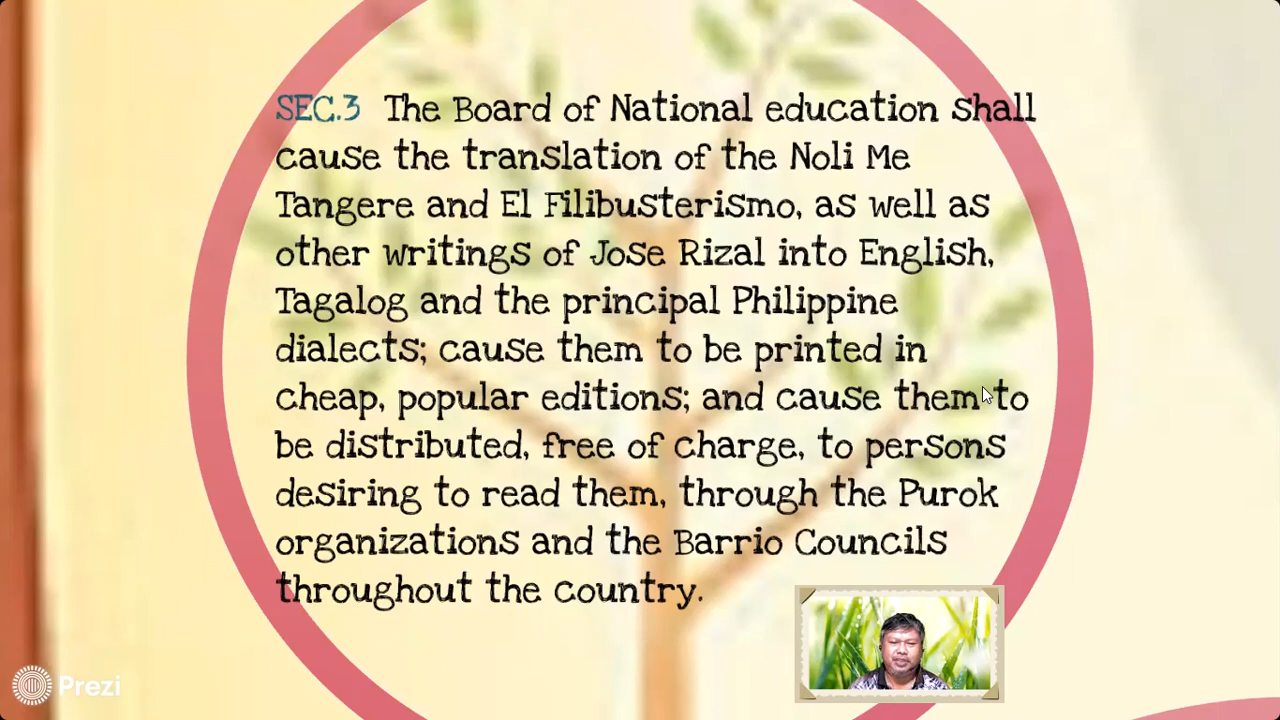 SEC.3 The Board of National education shall
cause the translation of the Noli Me
Tangere and El Filibusterismo, as well as
other writings of Jose Rizal into English,
Tagalog and the principal Philippine
dialects; cause them to be printed in
cheap, popular editions; and cause them to
be distributed, free of charge, to persons
desiring to read them, through the Purok
organizations and the Barrio Councils
throughout the country.
Prezi